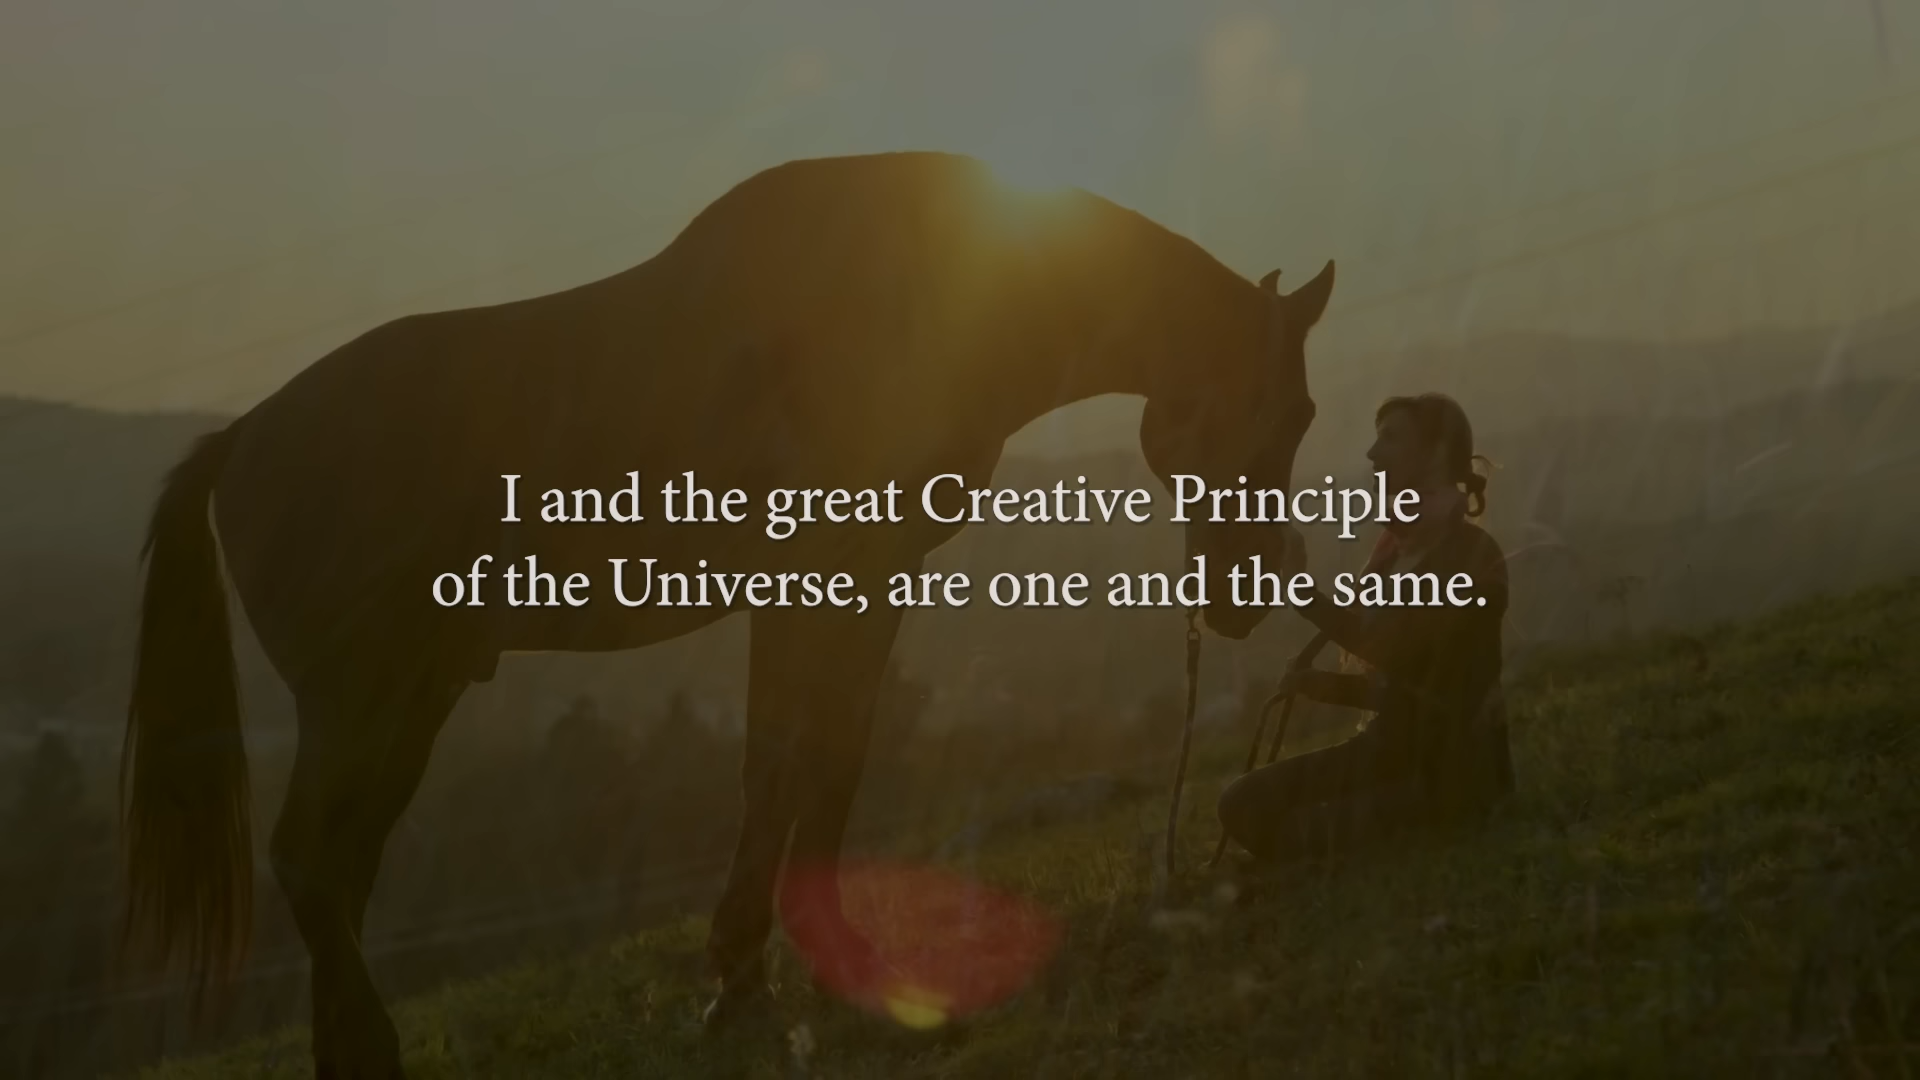 I and the great Creative Principle
of the Universe, are one and the same.